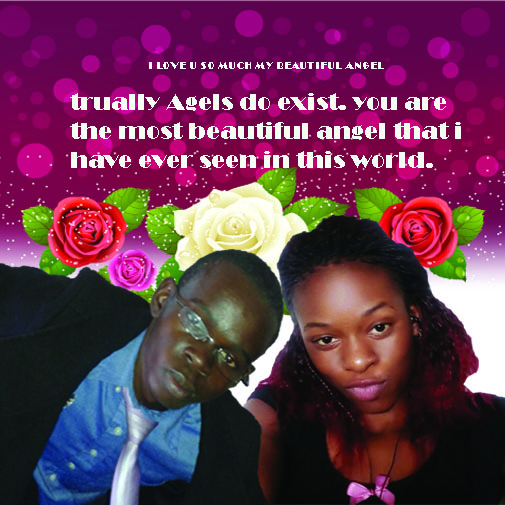 I LOVE U SO MUCH MY BEAUTIFUL ANGEL
trually Agels do exist. you are
the most beautiful angel that i
have ever seen in this world.